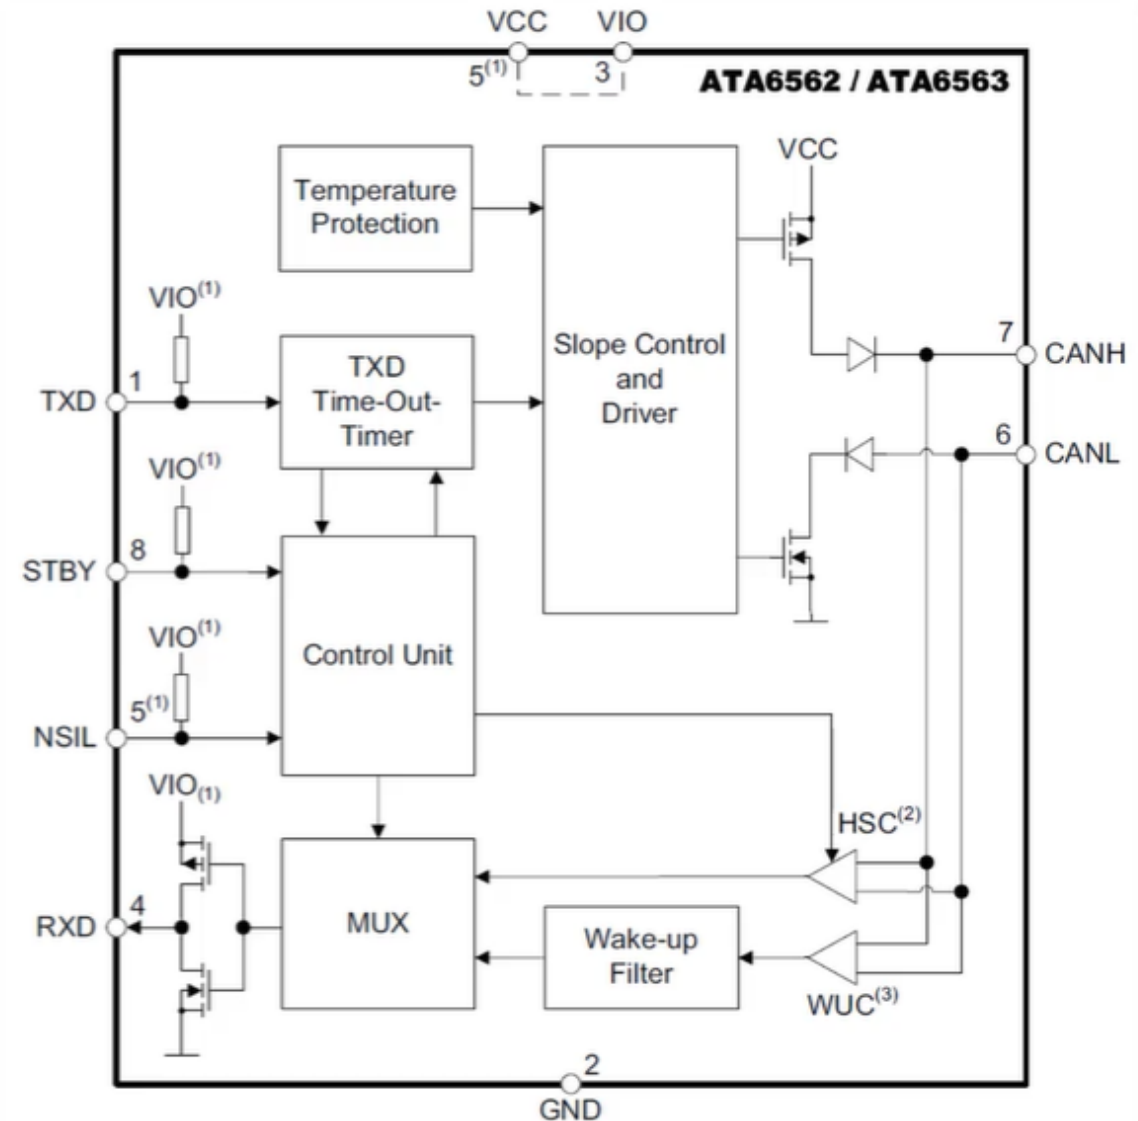 VCC VIO
5(1) 3
ATA6562 / ATA6563
VCC
Temperature
Protection
VIO(1)
Slope Control
and
Driver
7
CANH
TXD
Time-Out-
Timer
1
TXD
6
CANL
VIO(1)
8
STBY
VIO(1)
Control Unit
5(1)
NSIL
VIO(1)
HSC(2)
4
RXD
MUX
Wake-up
Filter
WUC(3)
2
GND